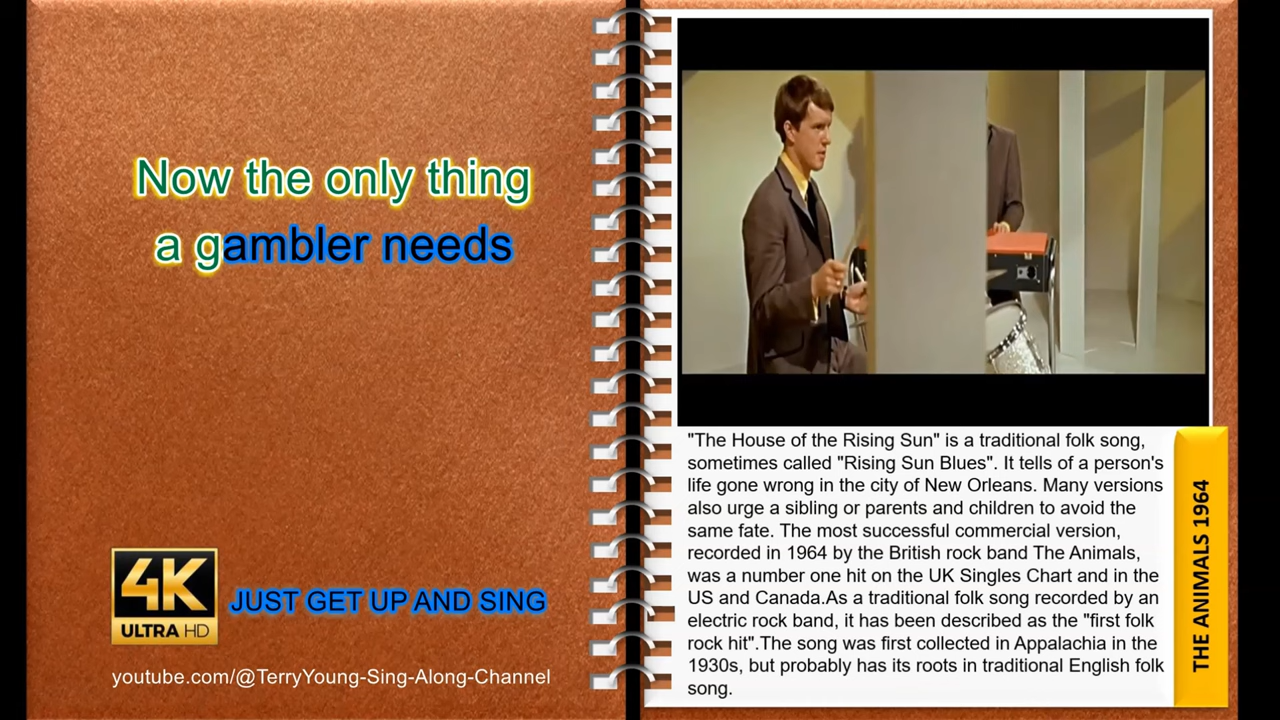 Now the only thing
a gambler needs
4K
ULTRA HD
JUST GET UP AND SING
youtube.com/@TerryYoung-Sing-Along-Channel
"The House of the Rising Sun" is a traditional folk song,
sometimes called "Rising Sun Blues". It tells of a person's
life gone wrong in the city of New Orleans. Many versions
also urge a sibling or parents and children to avoid the
same fate. The most successful commercial version,
recorded in 1964 by the British rock band The Animals,
was a number one hit on the UK Singles Chart and in the
US and Canada.As a traditional folk song recorded by an
electric rock band, it has been described as the "first folk
rock hit".The song was first collected in Appalachia in the
1930s, but probably has its roots in traditional English folk
song.
THE ANIMALS 1964